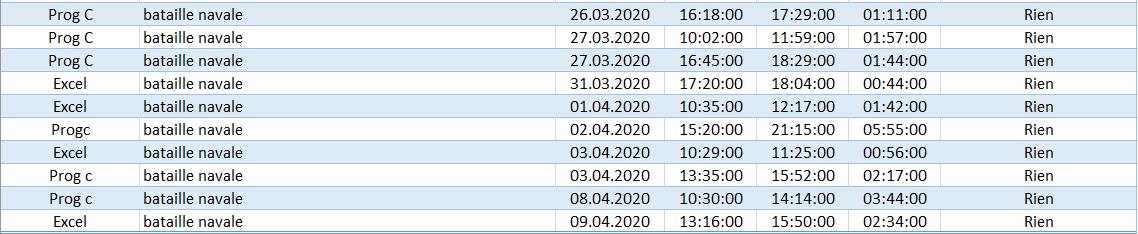 Prog C bataille navale 26.03.2020 16:18:00 17:29:00 01:11:00 Rien
Prog C bataille navale 27.03.2020 10:02:00 11:59:00 01:57:00 Rien
Prog C bataille navale 27.03.2020 16:45:00 18:29:00 01:44:00 Rien
Excel bataille navale 31.03.2020 17:20:00 18:04:00 00:44:00 Rien
Excel bataille navale 01.04.2020 10:35:00 12:17:00 01:42:00 Rien
Progc bataille navale 02.04.2020 15:20:00 21:15:00 05:55:00 Rien
Excel bataille navale 03.04.2020 10:29:00 11:25:00 00:56:00 Rien
Prog c bataille navale 03.04.2020 13:35:00 15:52:00 02:17:00 Rien
Prog c bataille navale 08.04.2020 10:30:00 14:14:00 03:44:00 Rien
Excel bataille navale 09.04.2020 13:16:00 15:50:00 02:34:00 Rien